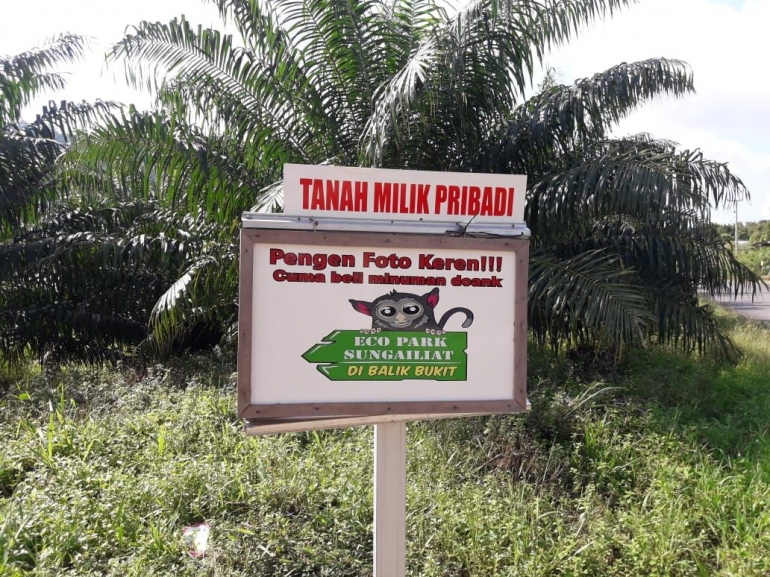 TANAH MILIK PRIBADI
Pengen Foto Keren!!!
Cuma beli minuman doank
ECO PARK
SUNGAILIAT
DI BALIK BUKIT